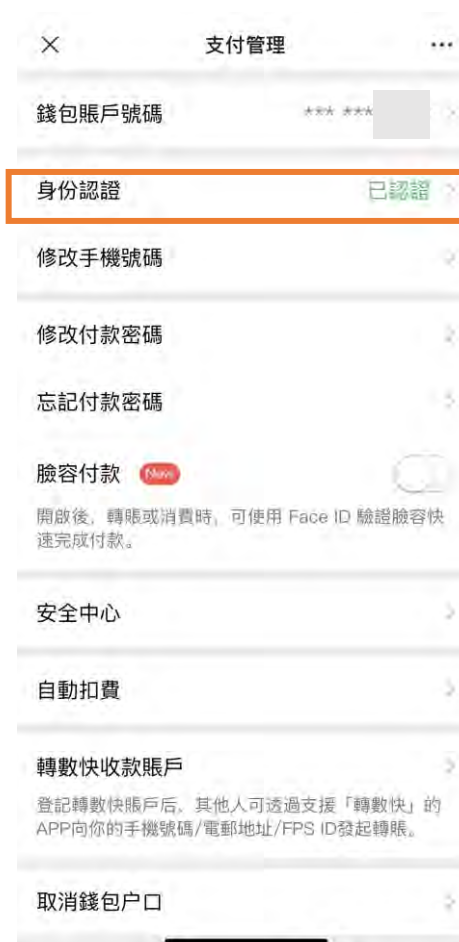 支付管理
錢包賬戶號碼 *** ***
身份認證 已認證
修改手機號碼
修改付款密碼
忘記付款密碼
臉容付款 New
開啟後，轉賬或消費時，可使用 Face ID 驗證臉容快
速完成付款。
安全中心
自動扣費
轉數快收款賬戶
登記轉數快賬戶后，其他人可透過支援「轉數快」的
APP向你的手機號碼/電郵地址/FPS ID發起轉賬。
取消錢包户口